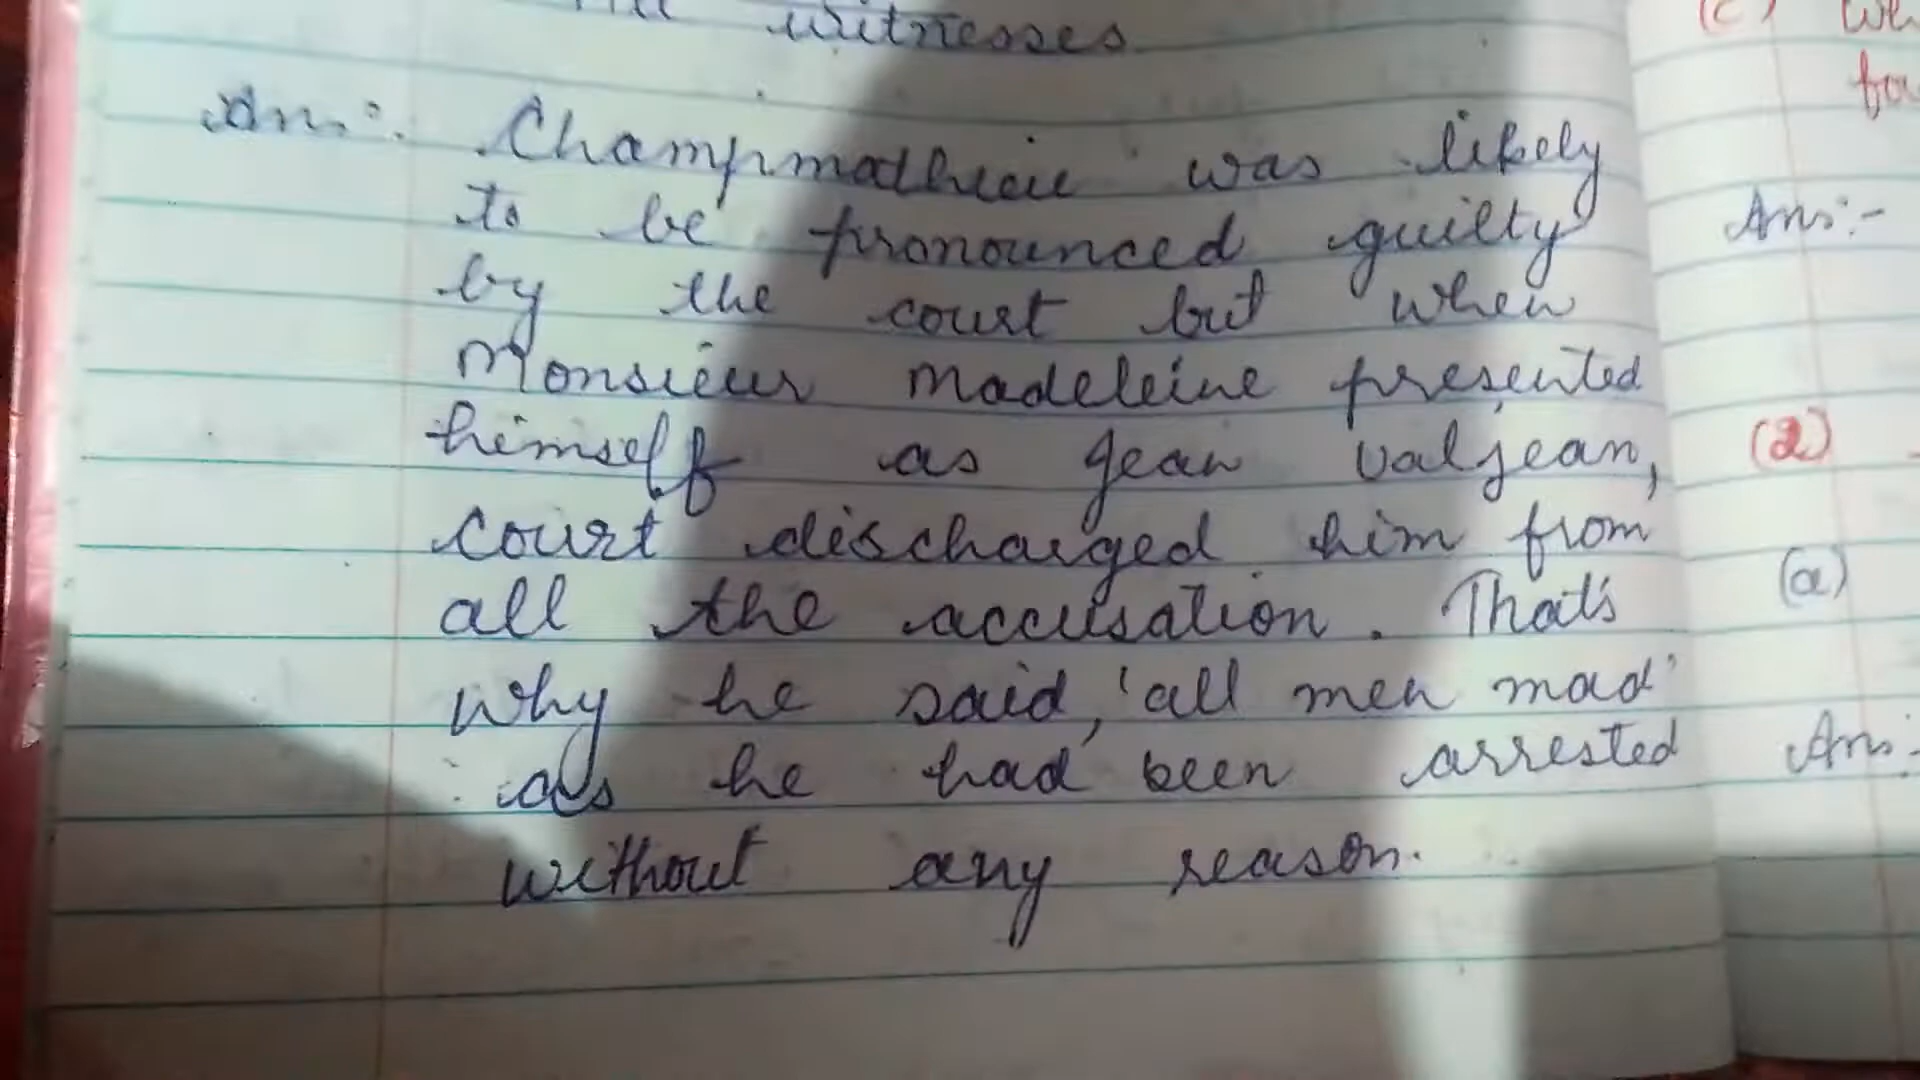 witnesses
Ans:- Champmathieu was likely
to be pronounced guilty
by the court but when
Monsieur Madeleine presented
himself as Jean Valjean,
court discharged him from
all the accusation. That's
why he said, 'all men mad'
as he had been arrested
without any reason.
(c)
Ans:-
(2)
(a)
Ans:-